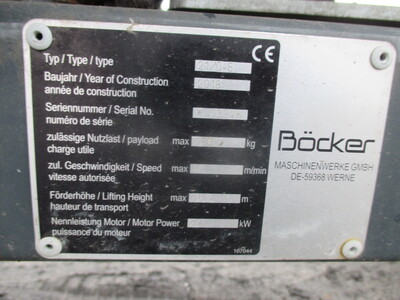 Typ / Type / type
CE
Baujahr / Year of Construction
année de construction
Seriennummer / Serial No.
numéro de série
zulässige Nutzlast / payload max kg
charge utile
zul. Geschwindigkeit / Speed max m/min
vitesse autorisée
Förderhöhe / Lifting Height max m
hauteur de transport
Nennleistung Motor / Motor Power kW
puissance du moteur
167044
Böcker
MASCHINENWERKE GMBH
DE-59368 WERNE